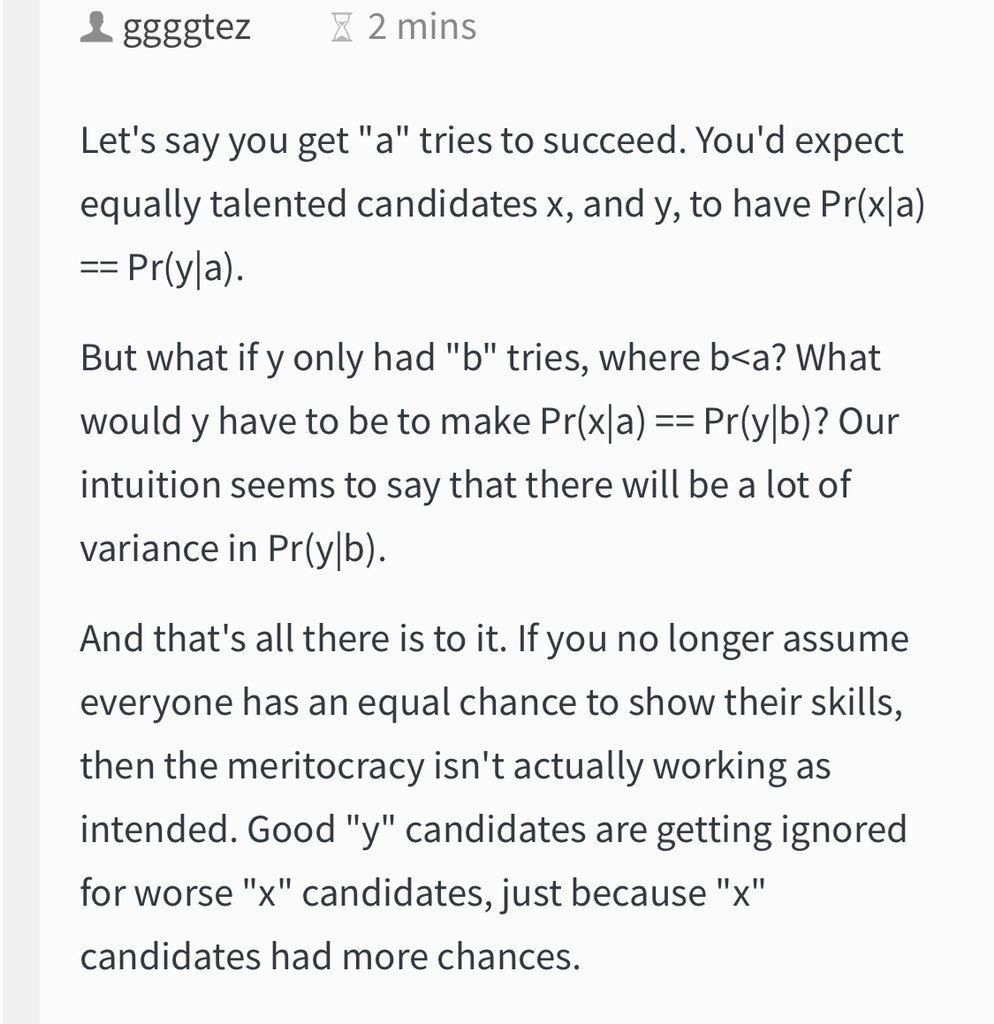 ggggtez 2 mins
Let's say you get "a" tries to succeed. You'd expect
equally talented candidates x, and y, to have Pr(x|a)
== Pr(y|a).
But what if y only had "b" tries, where b<a? What
would y have to be to make Pr(x|a) == Pr(y|b)? Our
intuition seems to say that there will be a lot of
variance in Pr(y|b).
And that's all there is to it. If you no longer assume
everyone has an equal chance to show their skills,
then the meritocracy isn't actually working as
intended. Good "y" candidates are getting ignored
for worse "x" candidates, just because "x"
candidates had more chances.